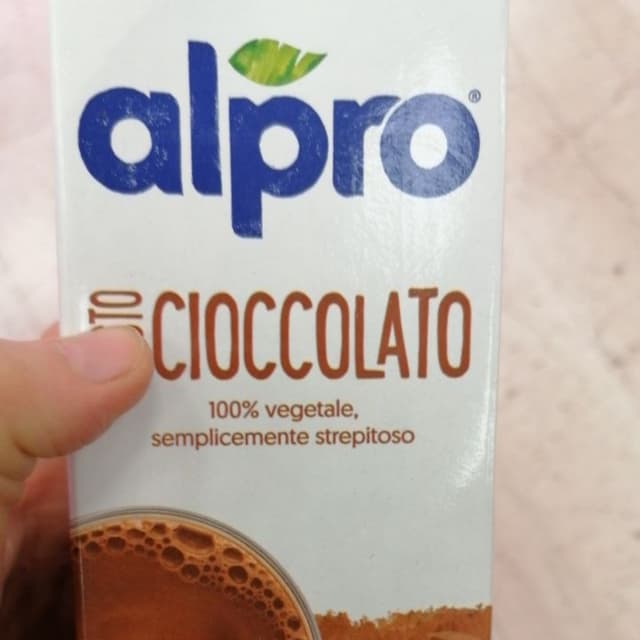 alpro®
CIOCCOLATO
100% vegetale,
semplicemente strepitoso